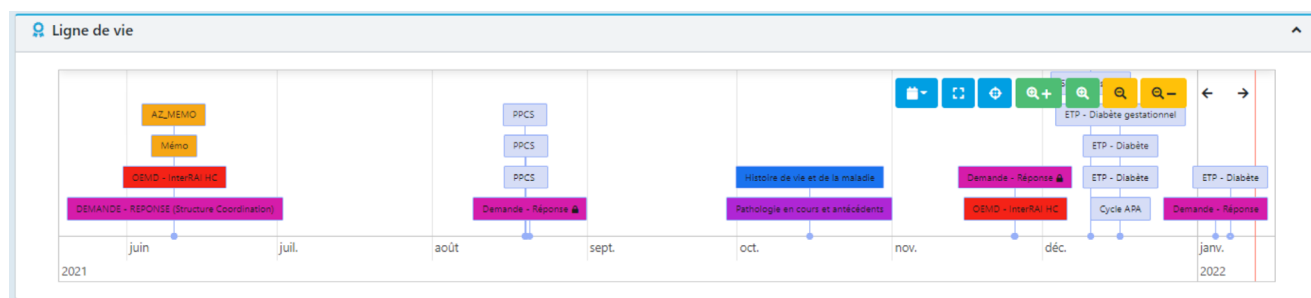 Ligne de vie
AZ_MEMO
PPCS
ETP - Diabète gestationnel
Mémo
PPCS
ETP - Diabète
OEMD - InterRAI HC
PPCS
Histoire de vie et de la maladie
Demande - Réponse
ETP - Diabète
ETP - Diabète
DEMANDE - REPONSE (Structure Coordination)
Demande - Réponse
Pathologie en cours et antécédents
OEMD - InterRAI HC
Cycle APA
Demande - Réponse
juin
juil.
août
sept.
oct.
nov.
déc.
janv.
2021
2022